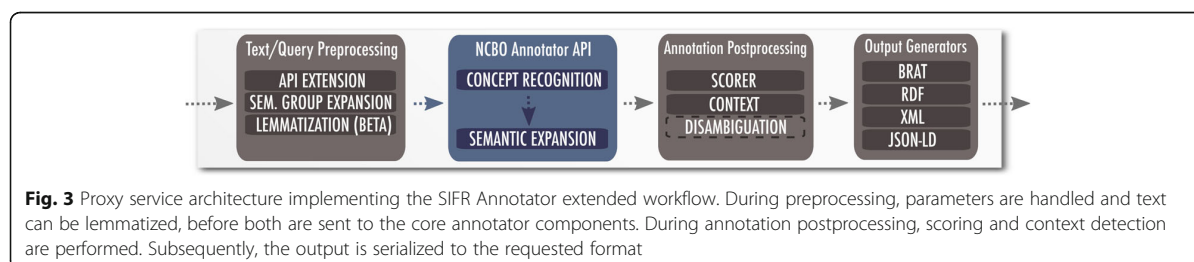 Text/Query Preprocessing
API EXTENSION
SEM. GROUP EXPANSION
LEMMATIZATION (BETA)
NCBO Annotator API
CONCEPT RECOGNITION
SEMANTIC EXPANSION
Annotation Postprocessing
SCORER
CONTEXT
DISAMBIGUATION
Output Generators
BRAT
RDF
XML
JSON-LD
Fig. 3 Proxy service architecture implementing the SIFR Annotator extended workflow. During preprocessing, parameters are handled and text
can be lemmatized, before both are sent to the core annotator components. During annotation postprocessing, scoring and context detection
are performed. Subsequently, the output is serialized to the requested format